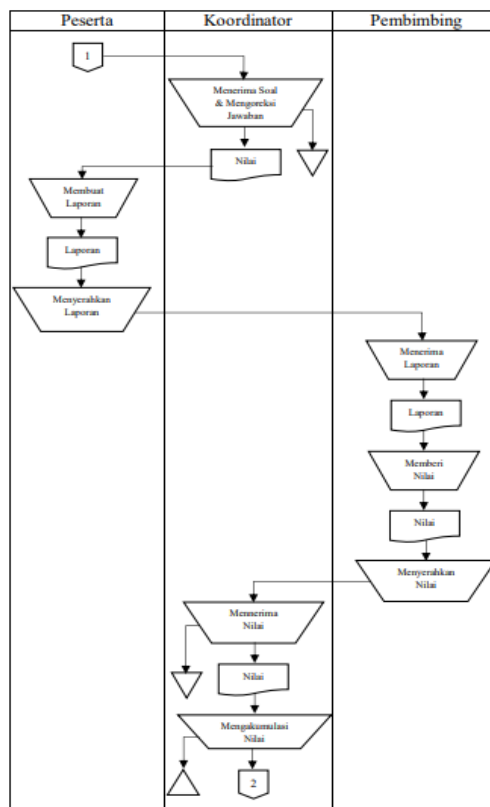 Peserta
Koordinator
Pembimbing
1
Menerima Soal
& Mengoreksi
Jawaban
Nilai
Membuat
Laporan
Laporan
Menyerahkan
Laporan
Menerima
Laporan
Laporan
Memberi
Nilai
Nilai
Menyerahkan
Nilai
Mennerima
Nilai
Nilai
Mengakumulasi
Nilai
2